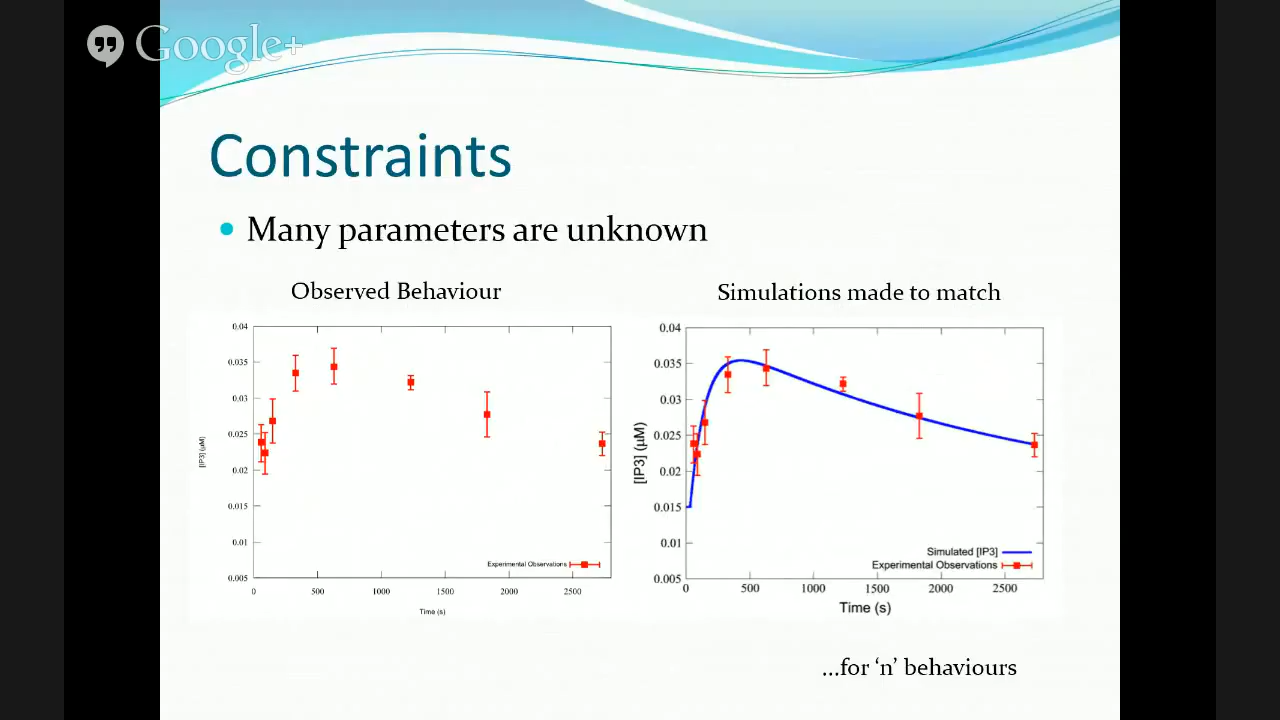 Google+
Constraints
Many parameters are unknown
Observed Behaviour
Simulations made to match
0.04
0.035
0.03
0.025
0.02
0.015
0.01
0.005
[IP3] (μM)
Experimental Observations
0 500 1000 1500 2000 2500
Time (s)
0.04
0.035
0.03
0.025
0.02
0.015
0.01
0.005
[IP3] (μM)
Simulated [IP3]
Experimental Observations
0 500 1000 1500 2000 2500
Time (s)
...for ‘n’ behaviours